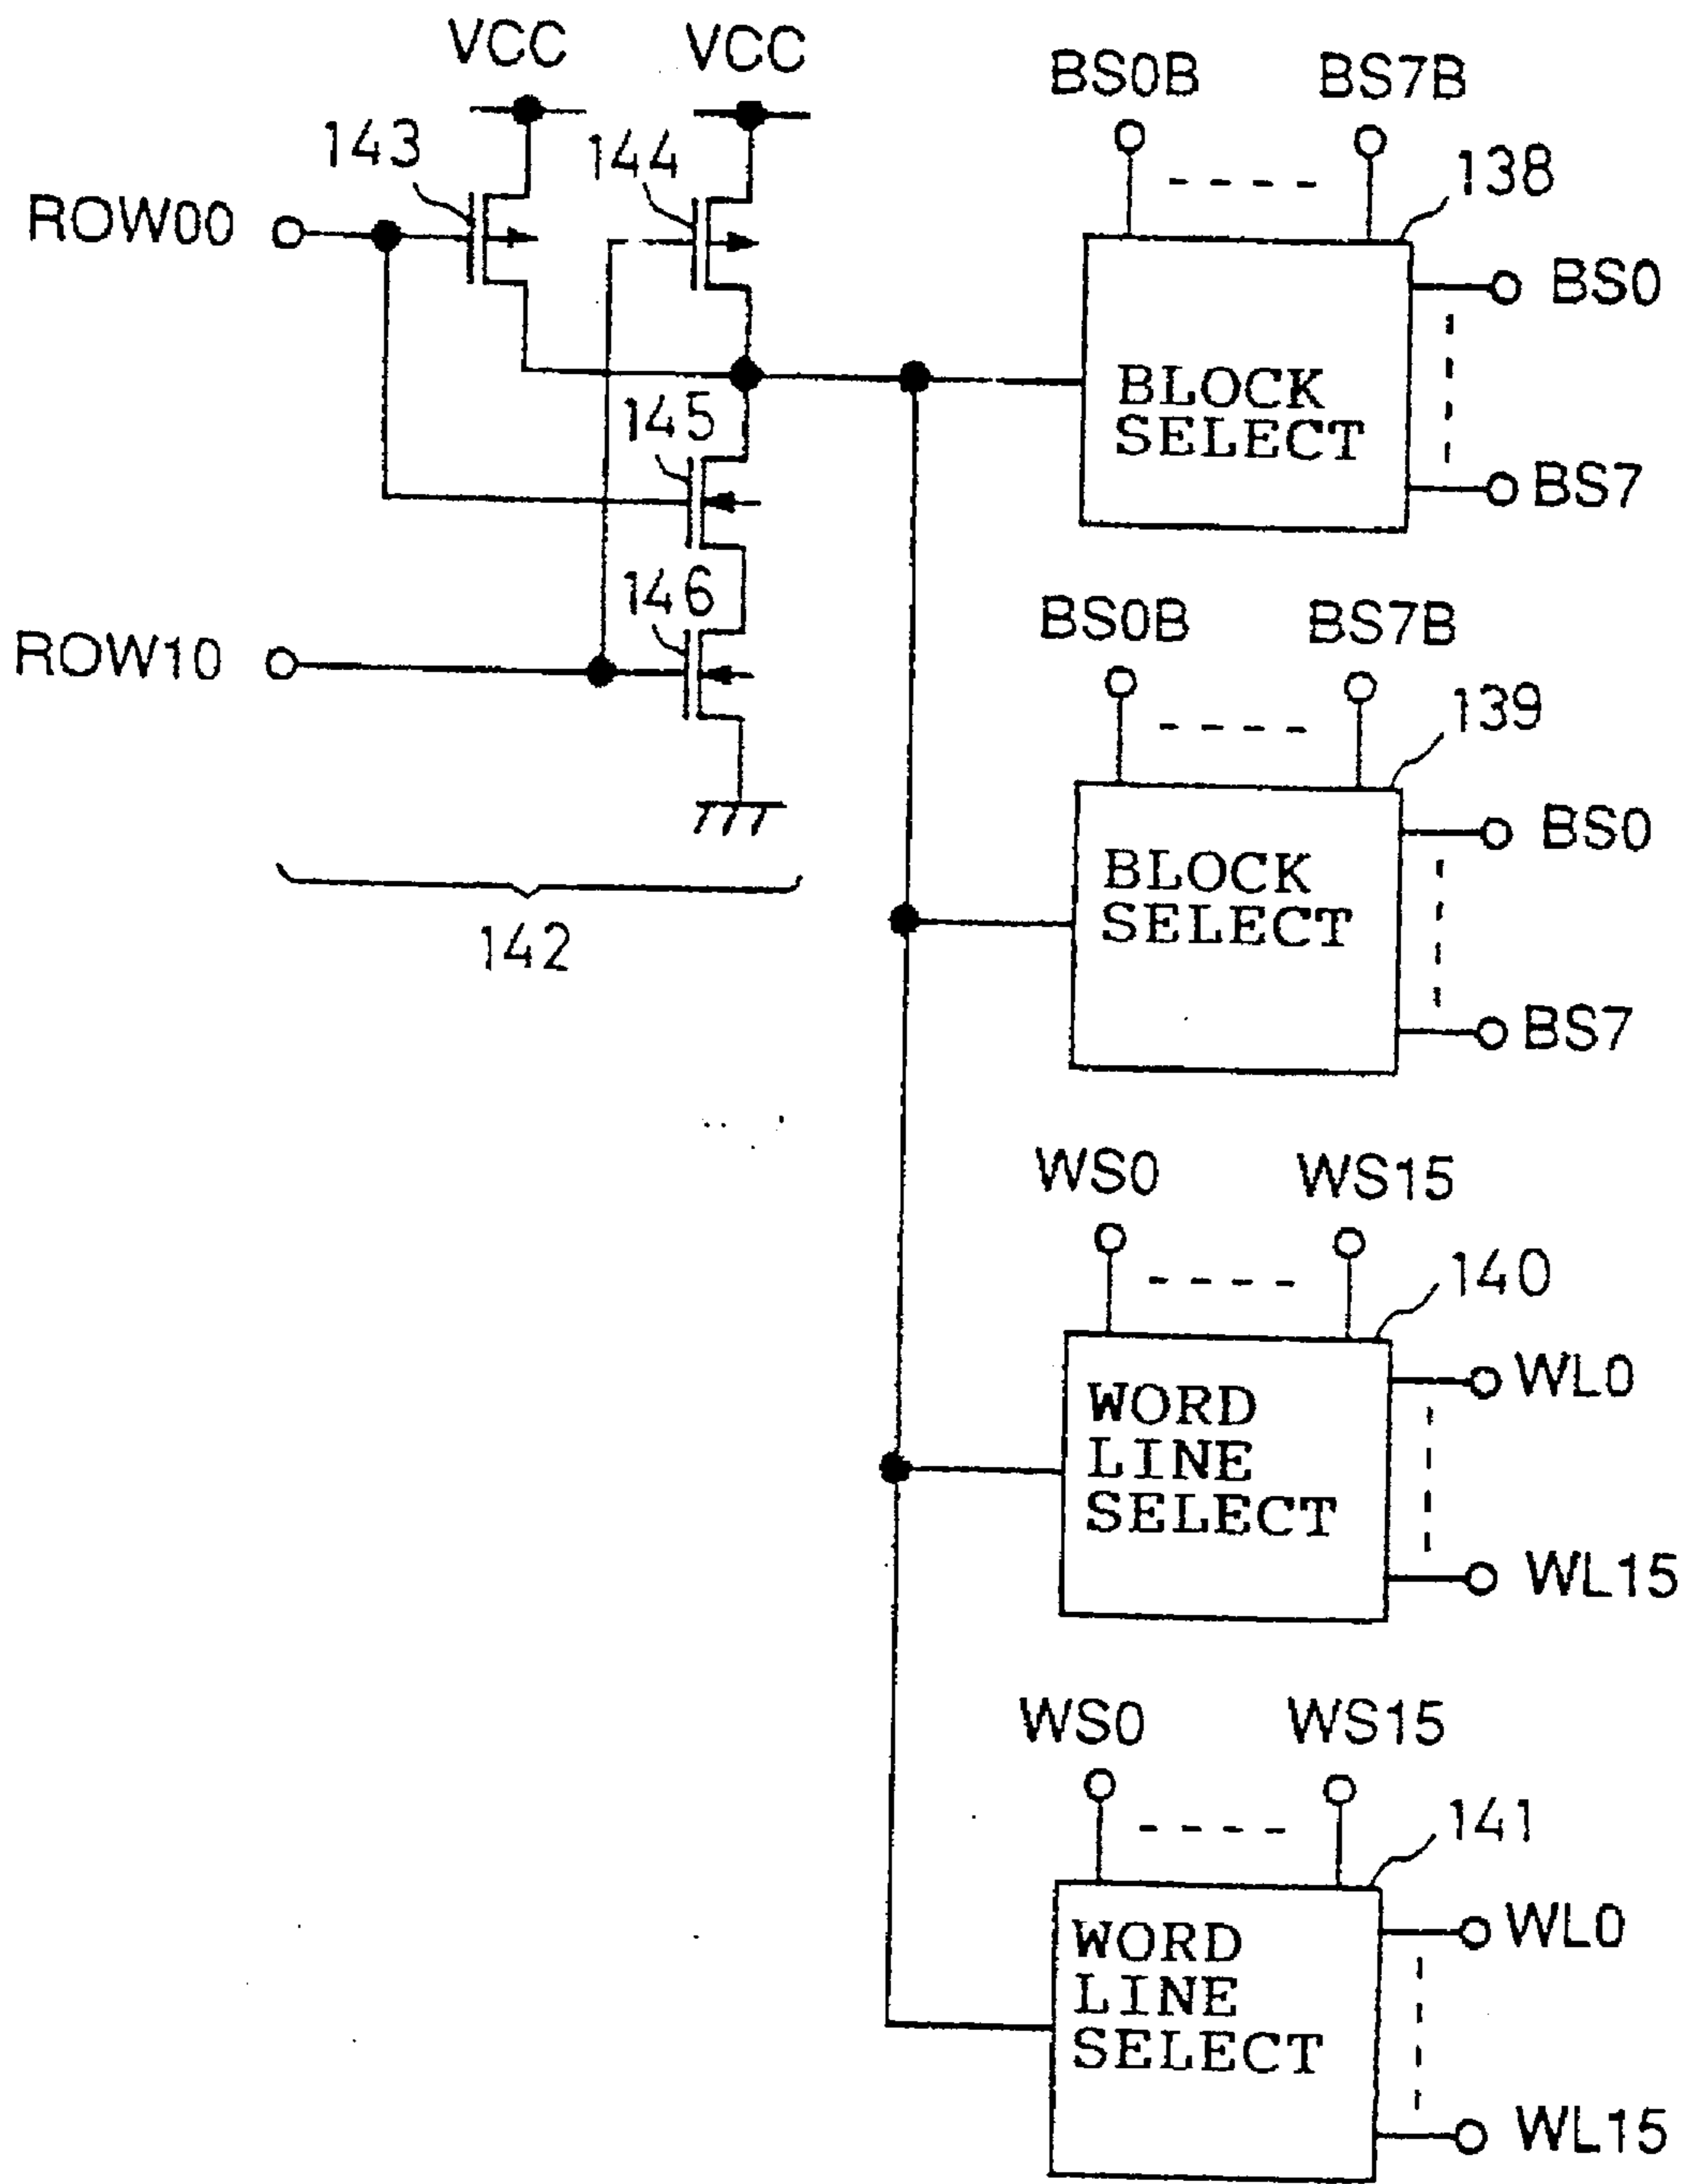 VCC VCC
BS0B BS7B
143 144
138
ROW00
BS0
BLOCK
SELECT
145
BS7
146
BS0B BS7B
ROW10
139
BS0
BLOCK
SELECT
142
BS7
WS0 WS15
140
WL0
WORD
LINE
SELECT
WL15
WS0 WS15
141
WL0
WORD
LINE
SELECT
WL15